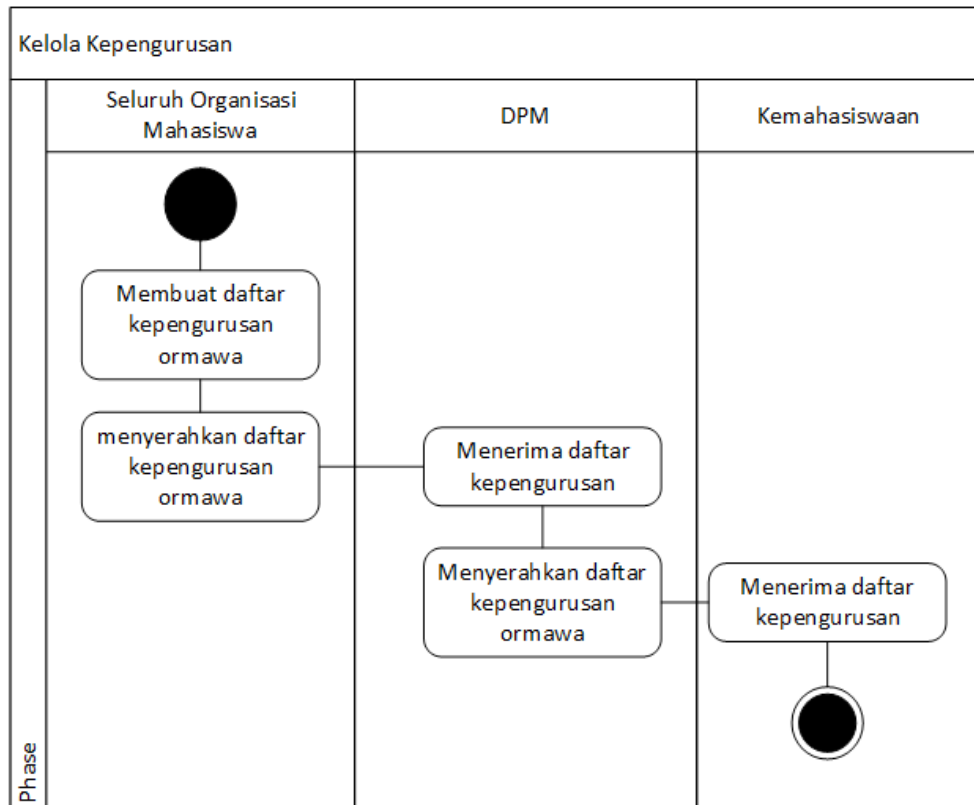 Kelola Kepengurusan
Seluruh Organisasi
Mahasiswa
DPM
Kemahasiswaan
Membuat daftar
kepengurusan
ormawa
menyerahkan daftar
kepengurusan
ormawa
Menerima daftar
kepengurusan
Menyerahkan daftar
kepengurusan
ormawa
Menerima daftar
kepengurusan
Phase